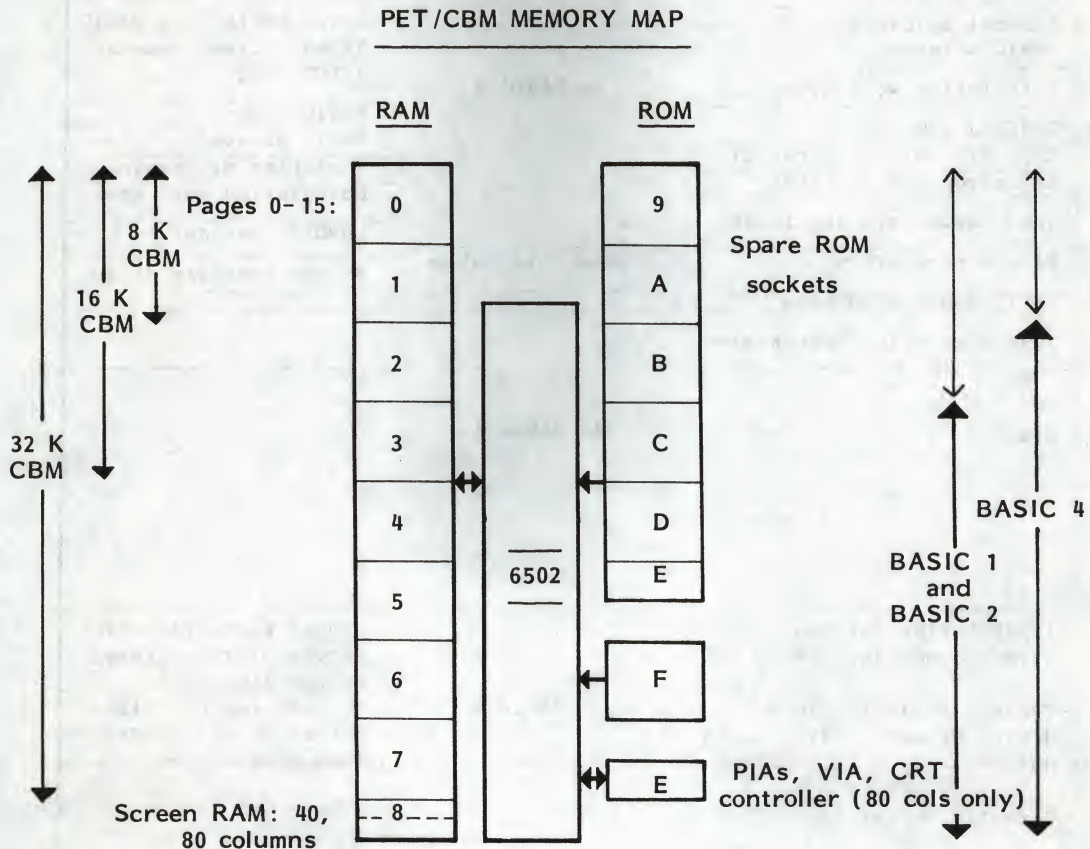 PET/CBM MEMORY MAP
RAM
ROM
Pages 0-15:
0
1
2
3
4
5
6
7
8
8 K
CBM
16 K
CBM
32 K
CBM
Screen RAM: 40,
80 columns
6502
9
A
B
C
D
E
F
E
Spare ROM
sockets
PIAs, VIA, CRT
controller (80 cols only)
BASIC 1
and
BASIC 2
BASIC 4